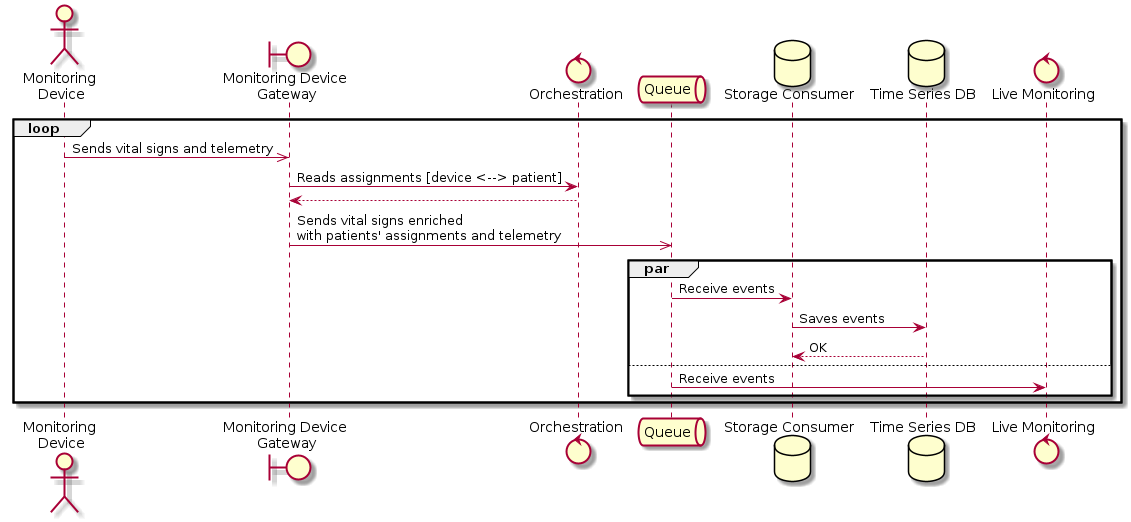 Monitoring
Device
Monitoring Device
Gateway
Orchestration
Queue
Storage Consumer
Time Series DB
Live Monitoring
loop
Sends vital signs and telemetry
Reads assignments [device <--> patient]
Sends vital signs enriched
with patients' assignments and telemetry
par
Receive events
Saves events
OK
Receive events
Monitoring
Device
Monitoring Device
Gateway
Orchestration
Queue
Storage Consumer
Time Series DB
Live Monitoring